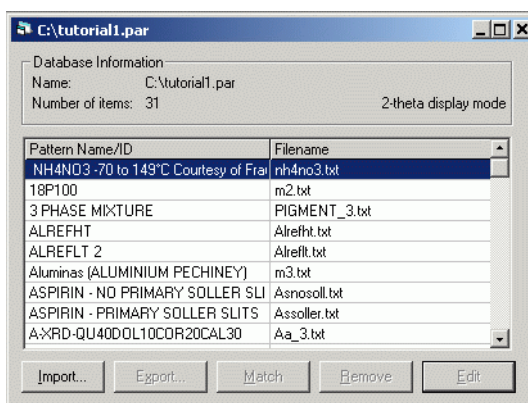 C:\tutorial1.par
Database Information
Name: C:\tutorial1.par
Number of items: 31 2-theta display mode
Pattern Name/ID Filename
NH4NO3 -70 to 149°C Courtesy of Frau nh4no3.txt
18P100 m2.txt
3 PHASE MIXTURE PIGMENT_3.txt
ALREFHT Alrefht.txt
ALREFLT 2 Alreflt.txt
Aluminas (ALUMINIUM PECHINEY) m3.txt
ASPIRIN - NO PRIMARY SOLLER SLI Asnosoll.txt
ASPIRIN - PRIMARY SOLLER SLITS Assoller.txt
A-XRD-QU40DOL10COR20CAL30 Aa_3.txt
Import... Export... Match Remove Edit